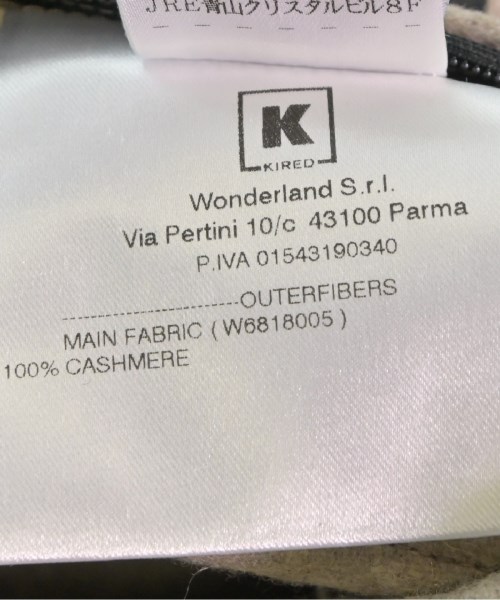 JRE青山クリスタルビル8F
K
KIRED
Wonderland S.r.l.
Via Pertini 10/c 43100 Parma
P.IVA 01543190340
------------------------OUTERFIBERS
MAIN FABRIC ( W6818005 )
100% CASHMERE